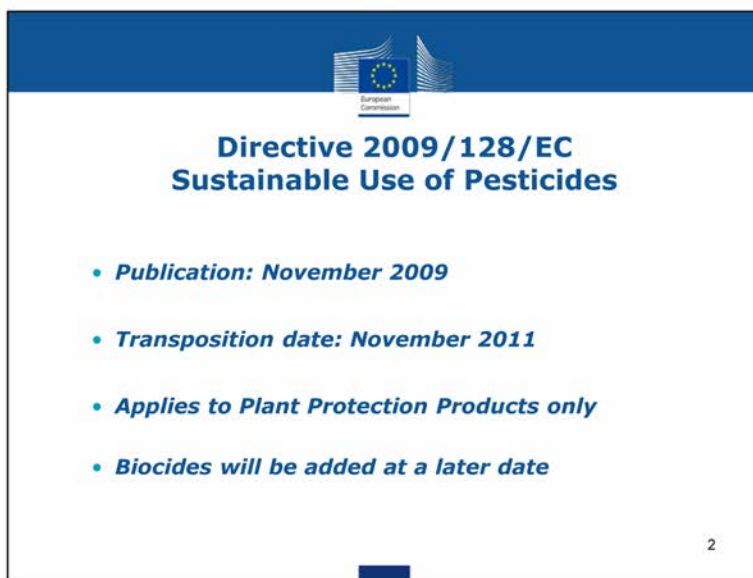 European
Commission
Directive 2009/128/EC
Sustainable Use of Pesticides
• Publication: November 2009
• Transposition date: November 2011
• Applies to Plant Protection Products only
• Biocides will be added at a later date
2